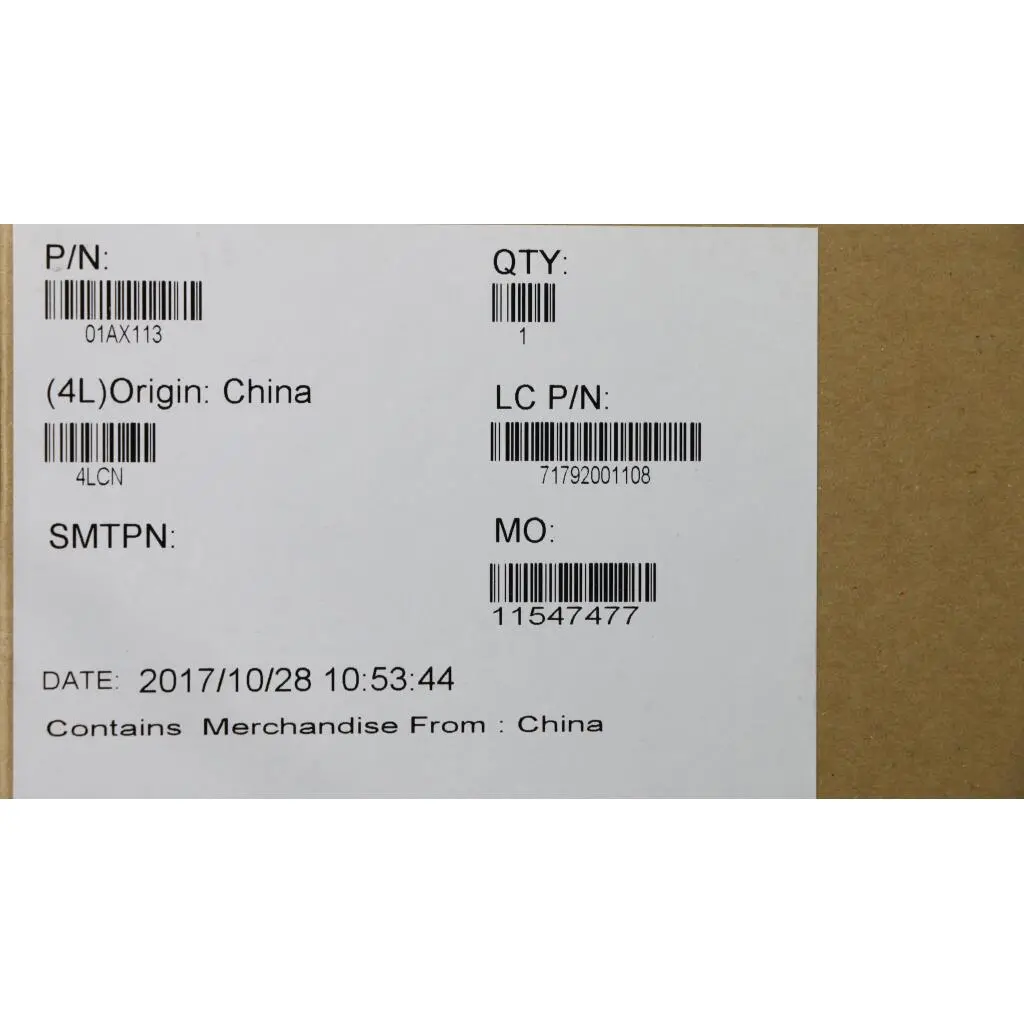 P/N:
01AX113
QTY:
1
(4L)Origin: China
4LCN
LC P/N:
71792001108
SMTPN:
MO:
11547477
DATE: 2017/10/28 10:53:44
Contains Merchandise From : China